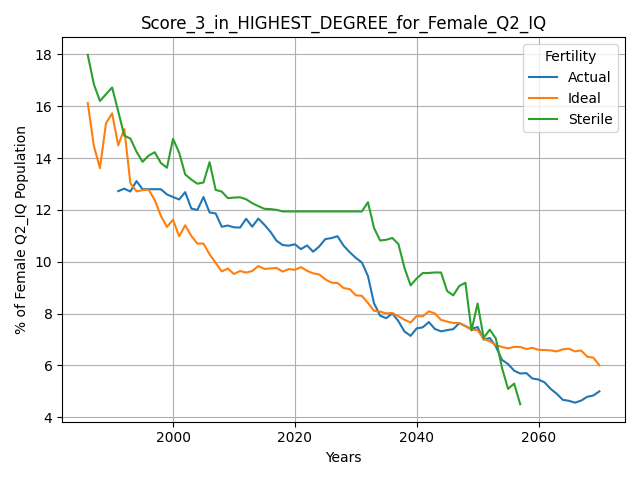 Score_3_in_HIGHEST_DEGREE_for_Female_Q2_IQ
% of Female Q2_IQ Population
18
16
14
12
10
8
6
4
Fertility
Actual
Ideal
Sterile
2000
2020
2040
2060
Years